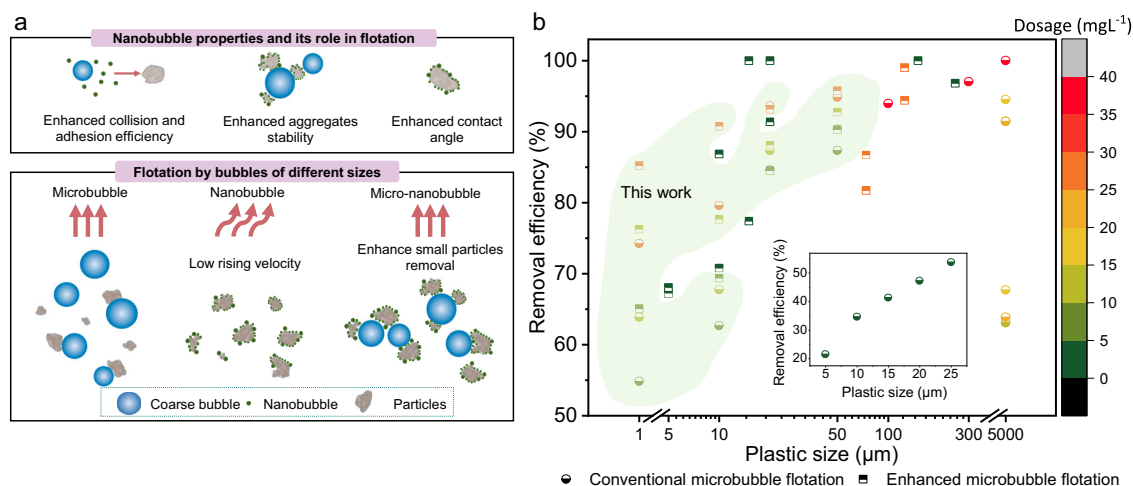 a
Nanobubble properties and its role in flotation
Enhanced collision and
adhesion efficiency
Enhanced aggregates
stability
Enhanced contact
angle
Flotation by bubbles of different sizes
Microbubble
Nanobubble
Micro-nanobubble
Low rising velocity
Enhance small particles
removal
Coarse bubble
Nanobubble
Particles
b
Dosage (mgL⁻¹)
Removal efficiency (%)
100
90
80
70
60
50
This work
1
5
10
50
100
300
5000
Plastic size (μm)
Removal efficiency (%)
50
40
30
20
5
10
15
20
25
Plastic size (μm)
40
35
30
25
20
15
10
5
0
Conventional microbubble flotation
Enhanced microbubble flotation